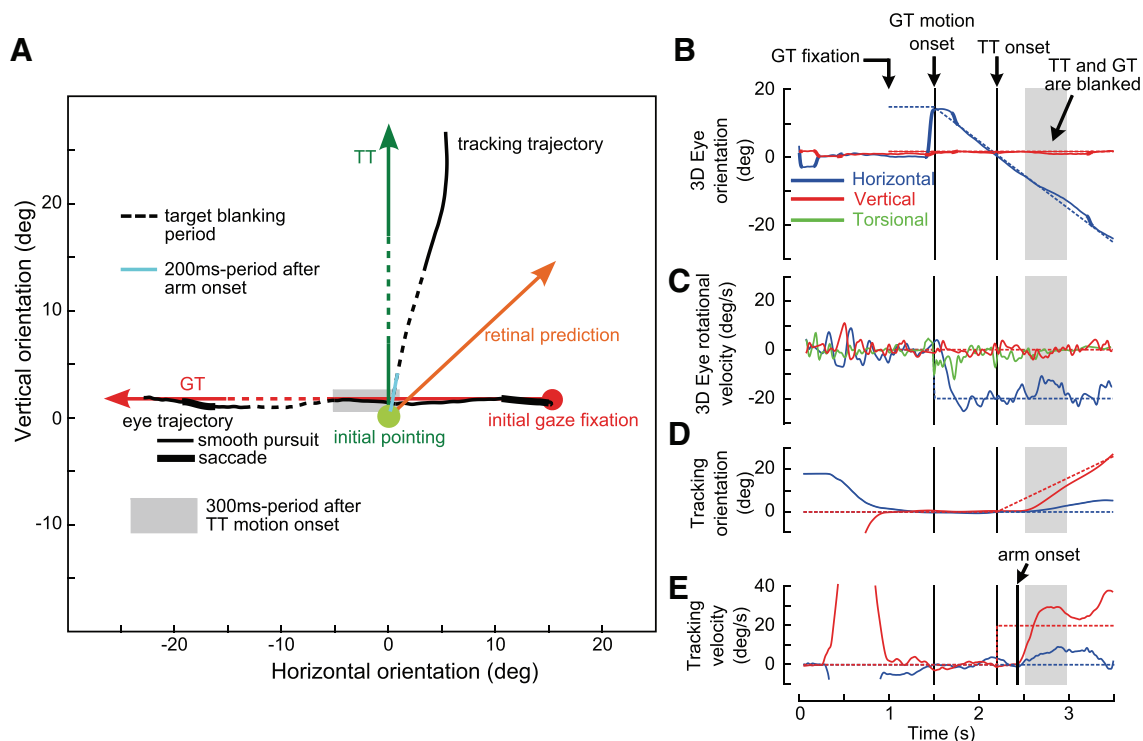 A
TT
tracking trajectory
target blanking
period
200ms-period after
arm onset
retinal prediction
GT
eye trajectory
smooth pursuit
saccade
initial pointing
initial gaze fixation
300ms-period after
TT motion onset
Vertical orientation (deg)
20
10
0
-10
-20
-10
0
10
20
Horizontal orientation (deg)
B
GT fixation
GT motion
onset
TT onset
TT and GT
are blanked
3D Eye
orientation
(deg)
20
0
-20
Horizontal
Vertical
Torsional
C
3D Eye rotational
velocity (deg/s)
20
0
-20
D
Tracking
orientation
(deg)
20
0
arm onset
E
Tracking
velocity
(deg/s)
40
20
0
0
1
2
3
Time (s)